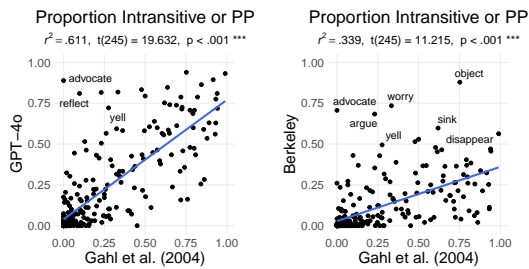 Proportion Intransitive or PP
r² = .611, t(245) = 19.632, p < .001 ***
1.00
0.75
0.50
0.25
0.00
GPT−4o
advocate
reflect
yell
0.00 0.25 0.50 0.75 1.00
Gahl et al. (2004)
Proportion Intransitive or PP
r² = .339, t(245) = 11.215, p < .001 ***
1.00
0.75
0.50
0.25
0.00
Berkeley
object
advocate
worry
argue
sink
yell
disappear
0.00 0.25 0.50 0.75 1.00
Gahl et al. (2004)